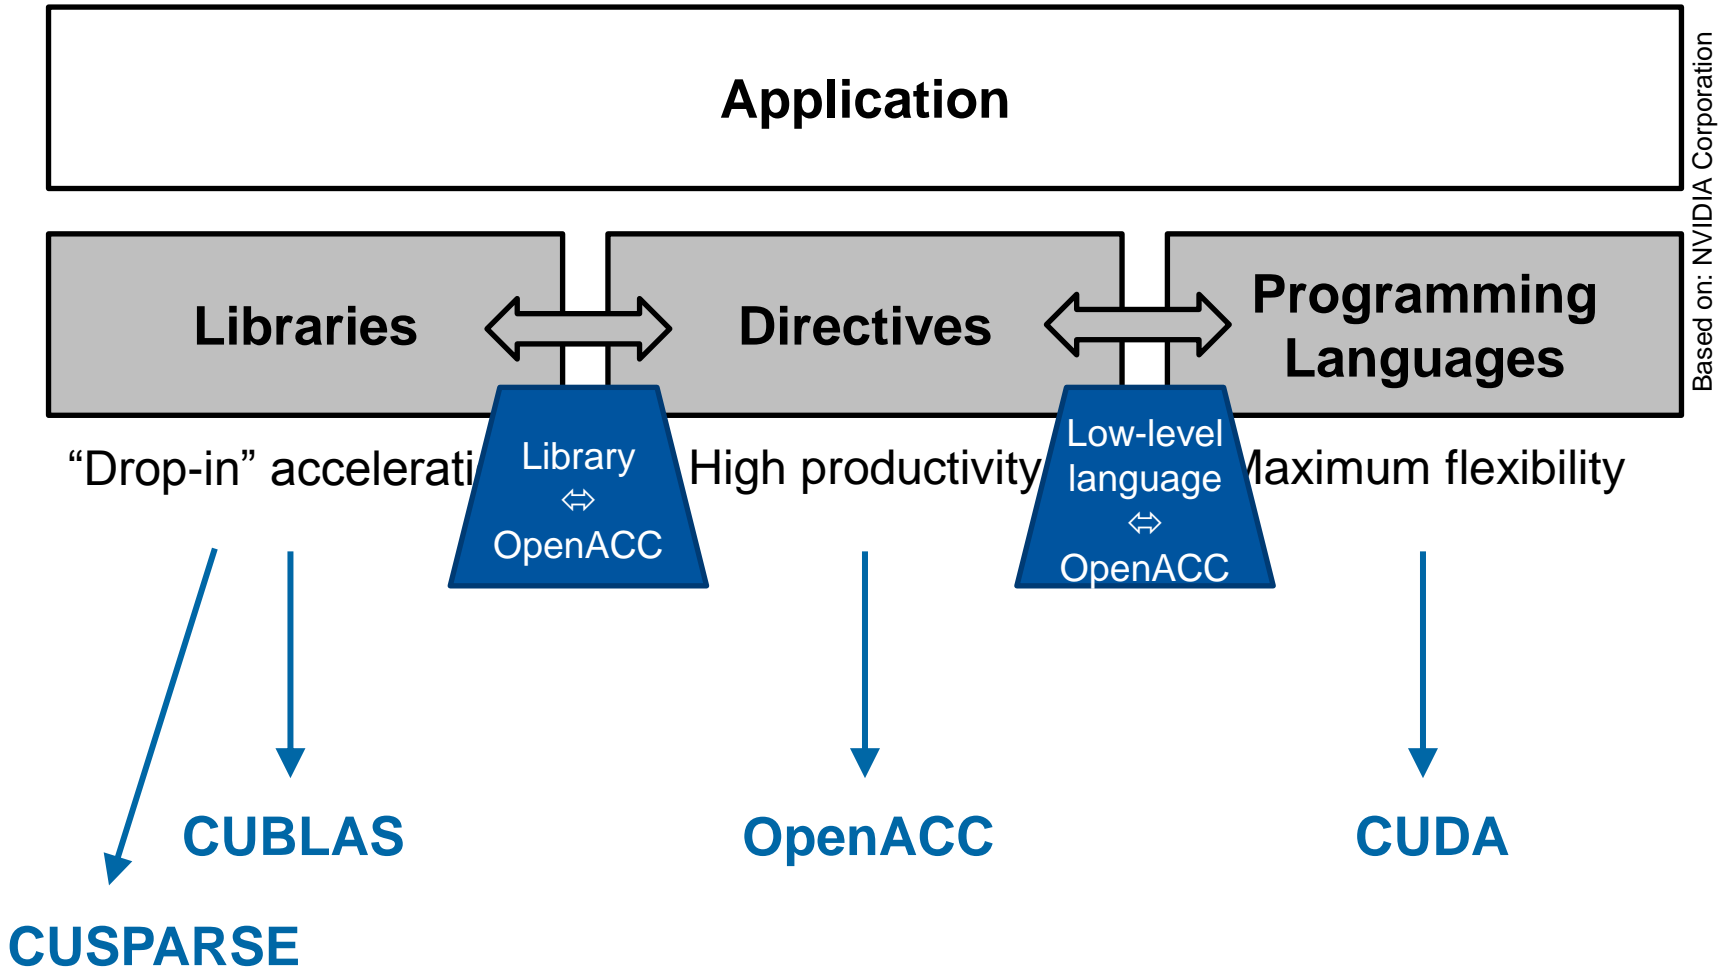 Application
Based on: NVIDIA Corporation
Libraries
Directives
Programming
Languages
“Drop-in” accelerati
High productivity
Maximum flexibility
Library
⬄
OpenACC
Low-level
language
⬄
OpenACC
CUBLAS
OpenACC
CUDA
CUSPARSE